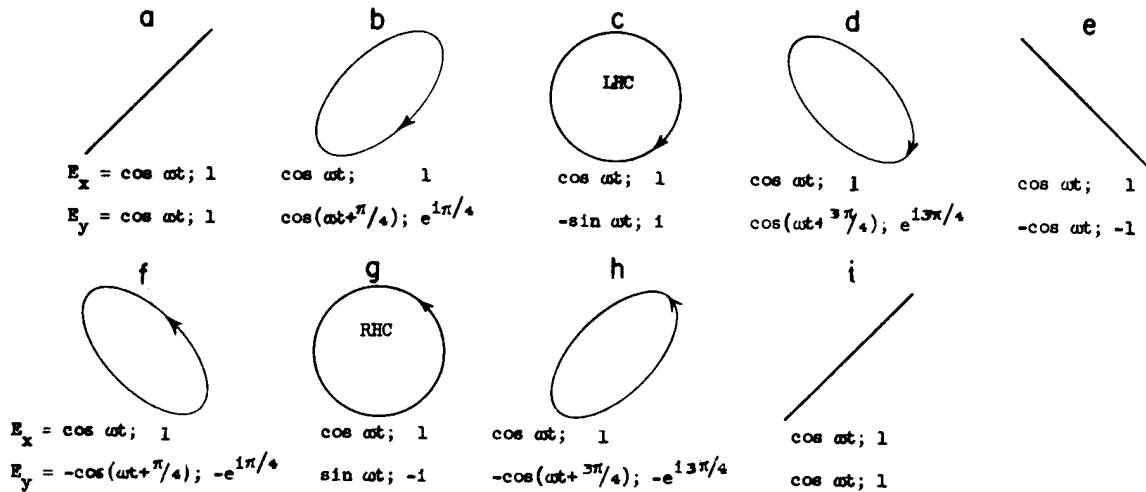 a b c d e
LHC
E_x = cos ωt; 1 cos ωt; 1 cos ωt; 1 cos ωt; 1 cos ωt; 1
E_y = cos ωt; 1 cos(ωt+π/4); e^{iπ/4} -sin ωt; i cos(ωt+3π/4); e^{i3π/4} -cos ωt; -1
f g h i
RHC
E_x = cos ωt; 1 cos ωt; 1 cos ωt; 1 cos ωt; 1
E_y = -cos(ωt+π/4); -e^{iπ/4} sin ωt; -i -cos(ωt+3π/4); -e^{i3π/4} cos ωt; 1